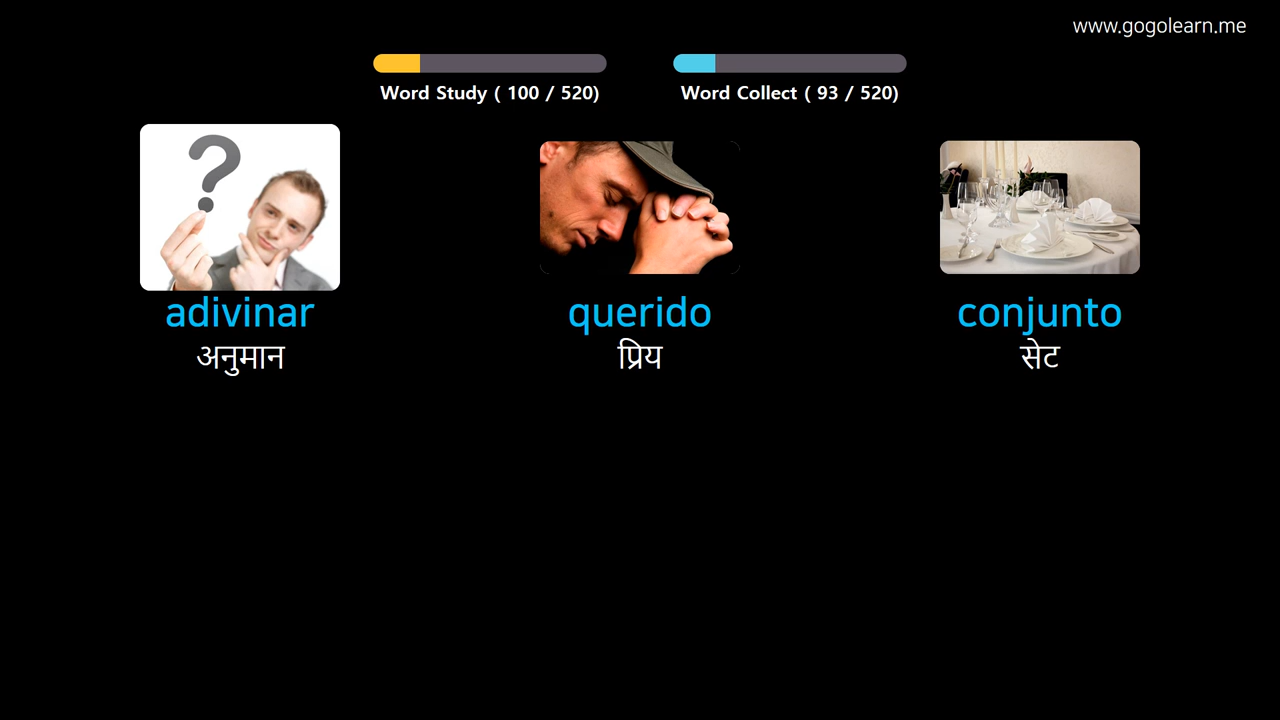 www.gogolearn.me
Word Study ( 100 / 520)
Word Collect ( 93 / 520)
?
adivinar
querido
conjunto
अनुमान
प्रिय
सेट